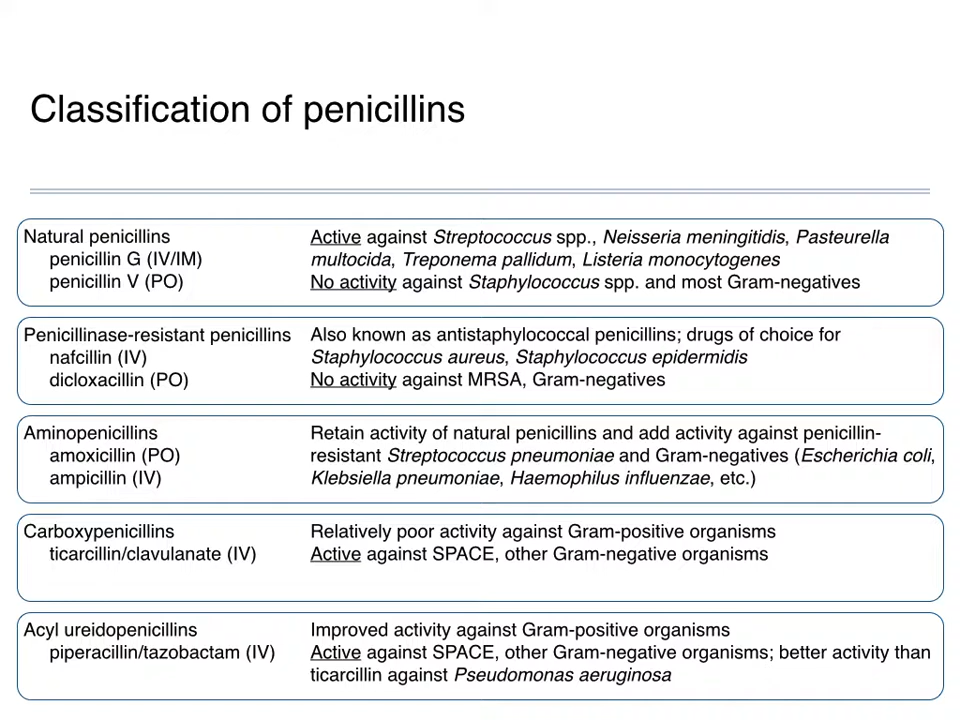 Classification of penicillins
Natural penicillins
penicillin G (IV/IM)
penicillin V (PO)
Active against Streptococcus spp., Neisseria meningitidis, Pasteurella
multocida, Treponema pallidum, Listeria monocytogenes
No activity against Staphylococcus spp. and most Gram-negatives
Penicillinase-resistant penicillins
nafcillin (IV)
dicloxacillin (PO)
Also known as antistaphylococcal penicillins; drugs of choice for
Staphylococcus aureus, Staphylococcus epidermidis
No activity against MRSA, Gram-negatives
Aminopenicillins
amoxicillin (PO)
ampicillin (IV)
Retain activity of natural penicillins and add activity against penicillin-
resistant Streptococcus pneumoniae and Gram-negatives (Escherichia coli,
Klebsiella pneumoniae, Haemophilus influenzae, etc.)
Carboxypenicillins
ticarcillin/clavulanate (IV)
Relatively poor activity against Gram-positive organisms
Active against SPACE, other Gram-negative organisms
Acyl ureidopenicillins
piperacillin/tazobactam (IV)
Improved activity against Gram-positive organisms
Active against SPACE, other Gram-negative organisms; better activity than
ticarcillin against Pseudomonas aeruginosa